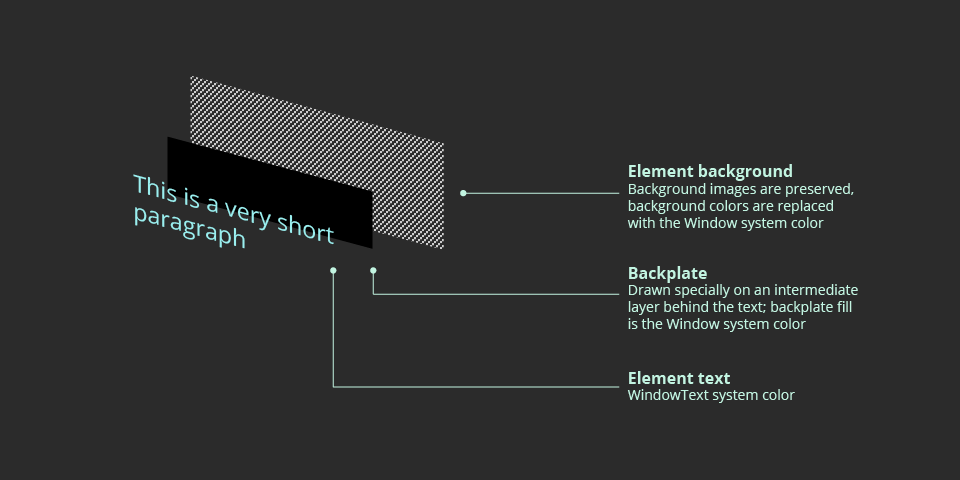 This is a very short
paragraph
Element background
Background images are preserved,
background colors are replaced
with the Window system color
Backplate
Drawn specially on an intermediate
layer behind the text; backplate fill
is the Window system color
Element text
WindowText system color